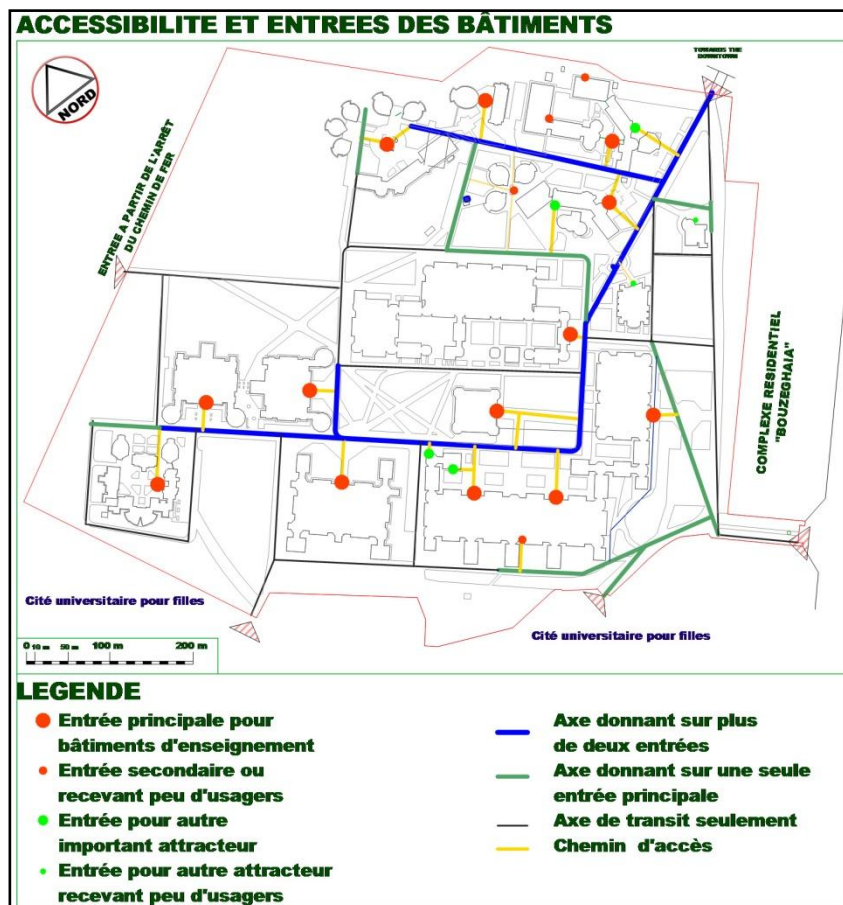 ACCESSIBILITE ET ENTREES DES BÂTIMENTS
TOWARDS THE
DOWNTOWN
NORD
ENTREE A PARTIR DE L'ARRÊT
DU CHEMIN DE FER
COMPLEXE RESIDENTIEL
"BOUZEGHAIA"
Cité universitaire pour filles
Cité universitaire pour filles
0 10 m 50 m 100 m 200 m
LEGENDE
Entrée principale pour
bâtiments d'enseignement
Entrée secondaire ou
recevant peu d'usagers
Entrée pour autre
important attracteur
Entrée pour autre attracteur
recevant peu d'usagers
Axe donnant sur plus
de deux entrées
Axe donnant sur une seule
entrée principale
Axe de transit seulement
Chemin d'accès